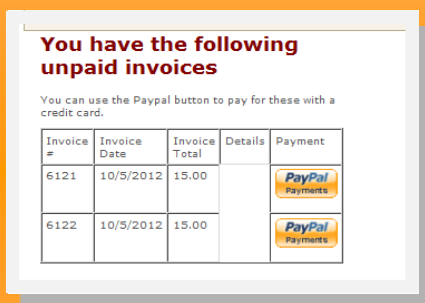 You have the following
unpaid invoices
You can use the Paypal button to pay for these with a
credit card.
Invoice # Invoice Date Invoice Total Details Payment
6121 10/5/2012 15.00 PayPal Payments
6122 10/5/2012 15.00 PayPal Payments